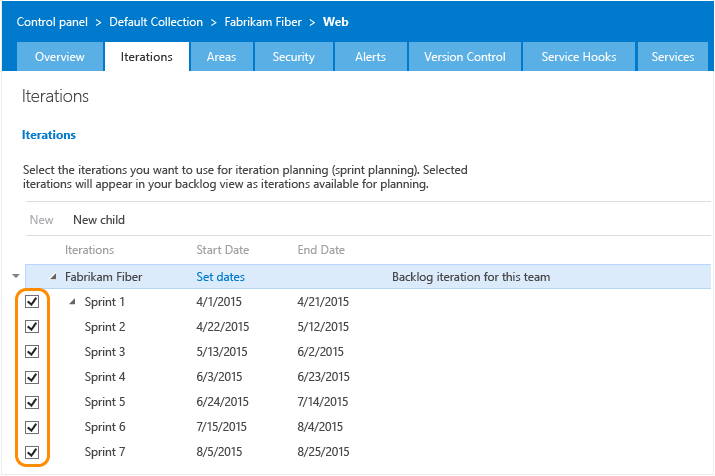 Control panel > Default Collection > Fabrikam Fiber > Web
Overview Iterations Areas Security Alerts Version Control Service Hooks Services
Iterations
Iterations
Select the iterations you want to use for iteration planning (sprint planning). Selected
iterations will appear in your backlog view as iterations available for planning.
New New child
Iterations Start Date End Date
Fabrikam Fiber Set dates Backlog iteration for this team
Sprint 1 4/1/2015 4/21/2015
Sprint 2 4/22/2015 5/12/2015
Sprint 3 5/13/2015 6/2/2015
Sprint 4 6/3/2015 6/23/2015
Sprint 5 6/24/2015 7/14/2015
Sprint 6 7/15/2015 8/4/2015
Sprint 7 8/5/2015 8/25/2015